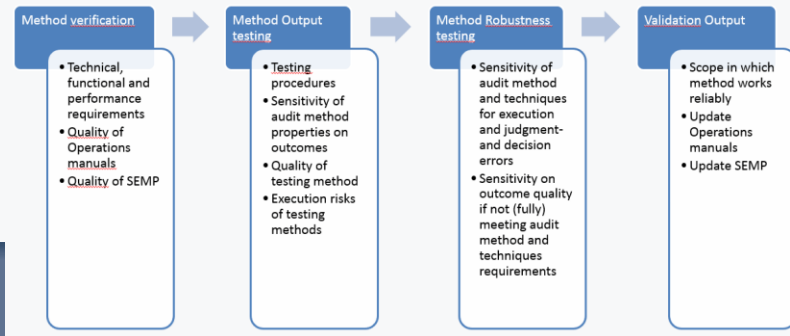 Method verification
• Technical,
functional and
performance
requirements
• Quality of
Operations
manuals
• Quality of SEMP
Method Output
testing
• Testing
procedures
• Sensitivity of
audit method
properties on
outcomes
• Quality of
testing method
• Execution risks
of testing
methods
Method Robustness
testing
• Sensitivity of
audit method
and techniques
for execution
and judgment-
and decision
errors
• Sensitivity on
outcome quality
if not (fully)
meeting audit
method and
techniques
requirements
Validation Output
• Scope in which
method works
reliably
• Update
Operations
manuals
• Update SEMP